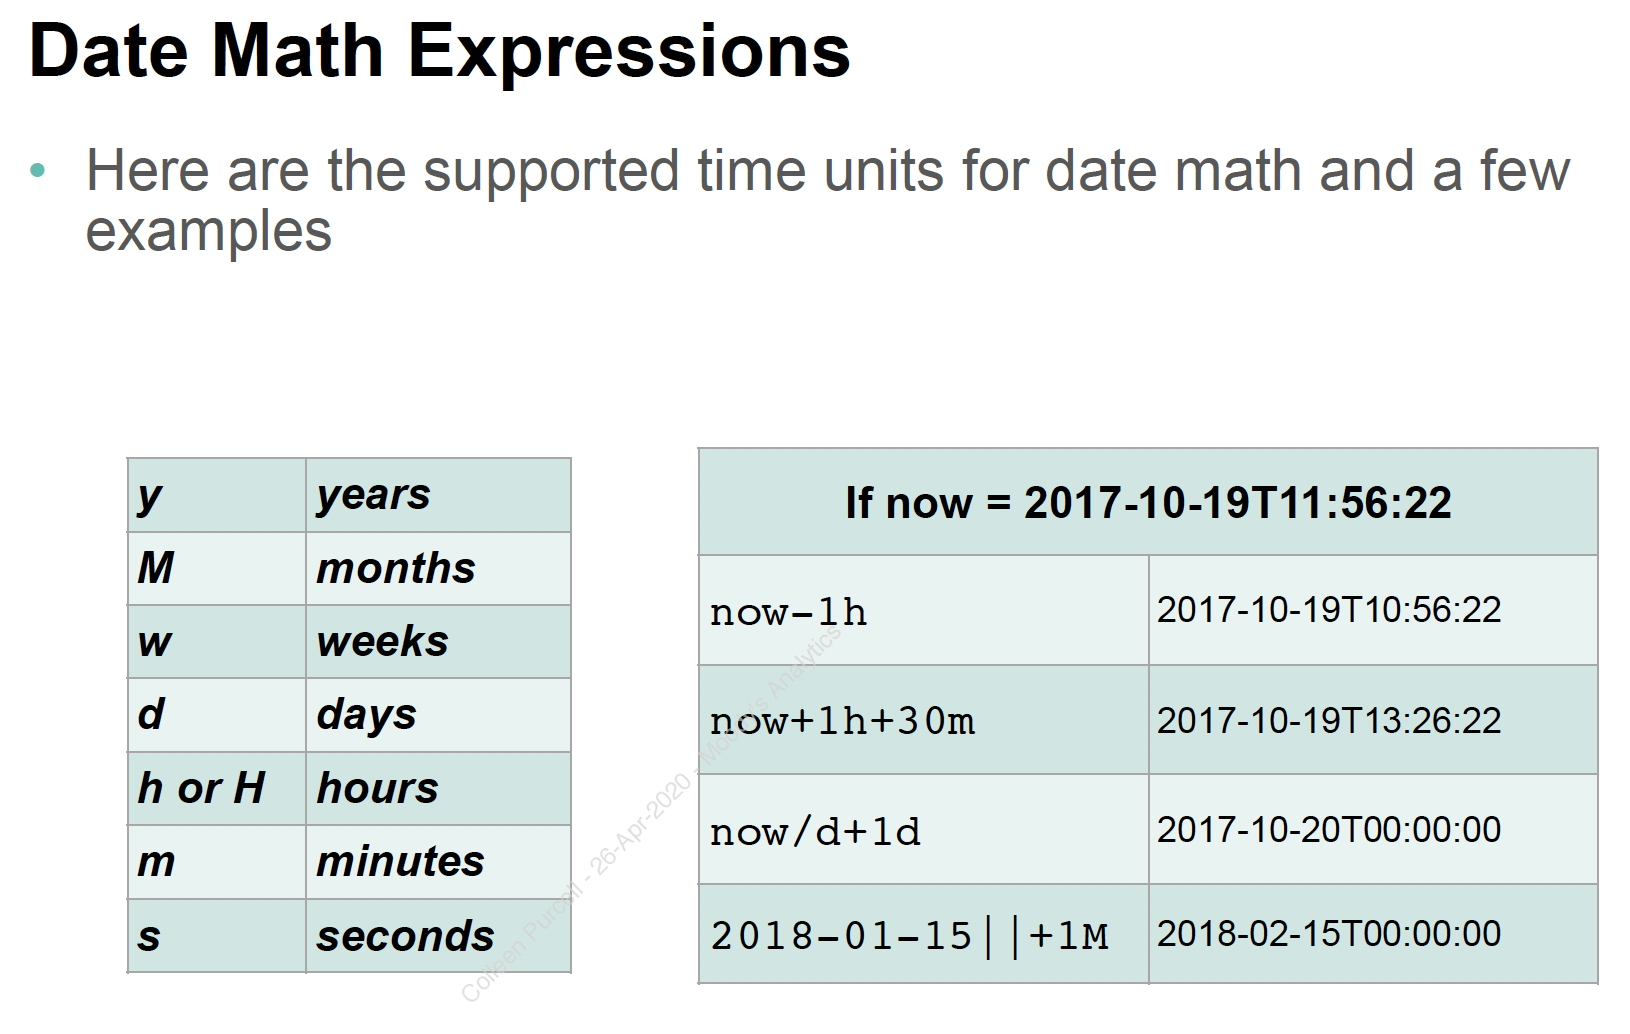 Date Math Expressions
• Here are the supported time units for date math and a few
examples
y years
M months
w weeks
d days
h or H hours
m minutes
s seconds
If now = 2017-10-19T11:56:22
now-1h 2017-10-19T10:56:22
now+1h+30m 2017-10-19T13:26:22
now/d+1d 2017-10-20T00:00:00
2018-01-15||+1M 2018-02-15T00:00:00
Colleen Purcell - 26-Apr-2020 - Moody's Analytics